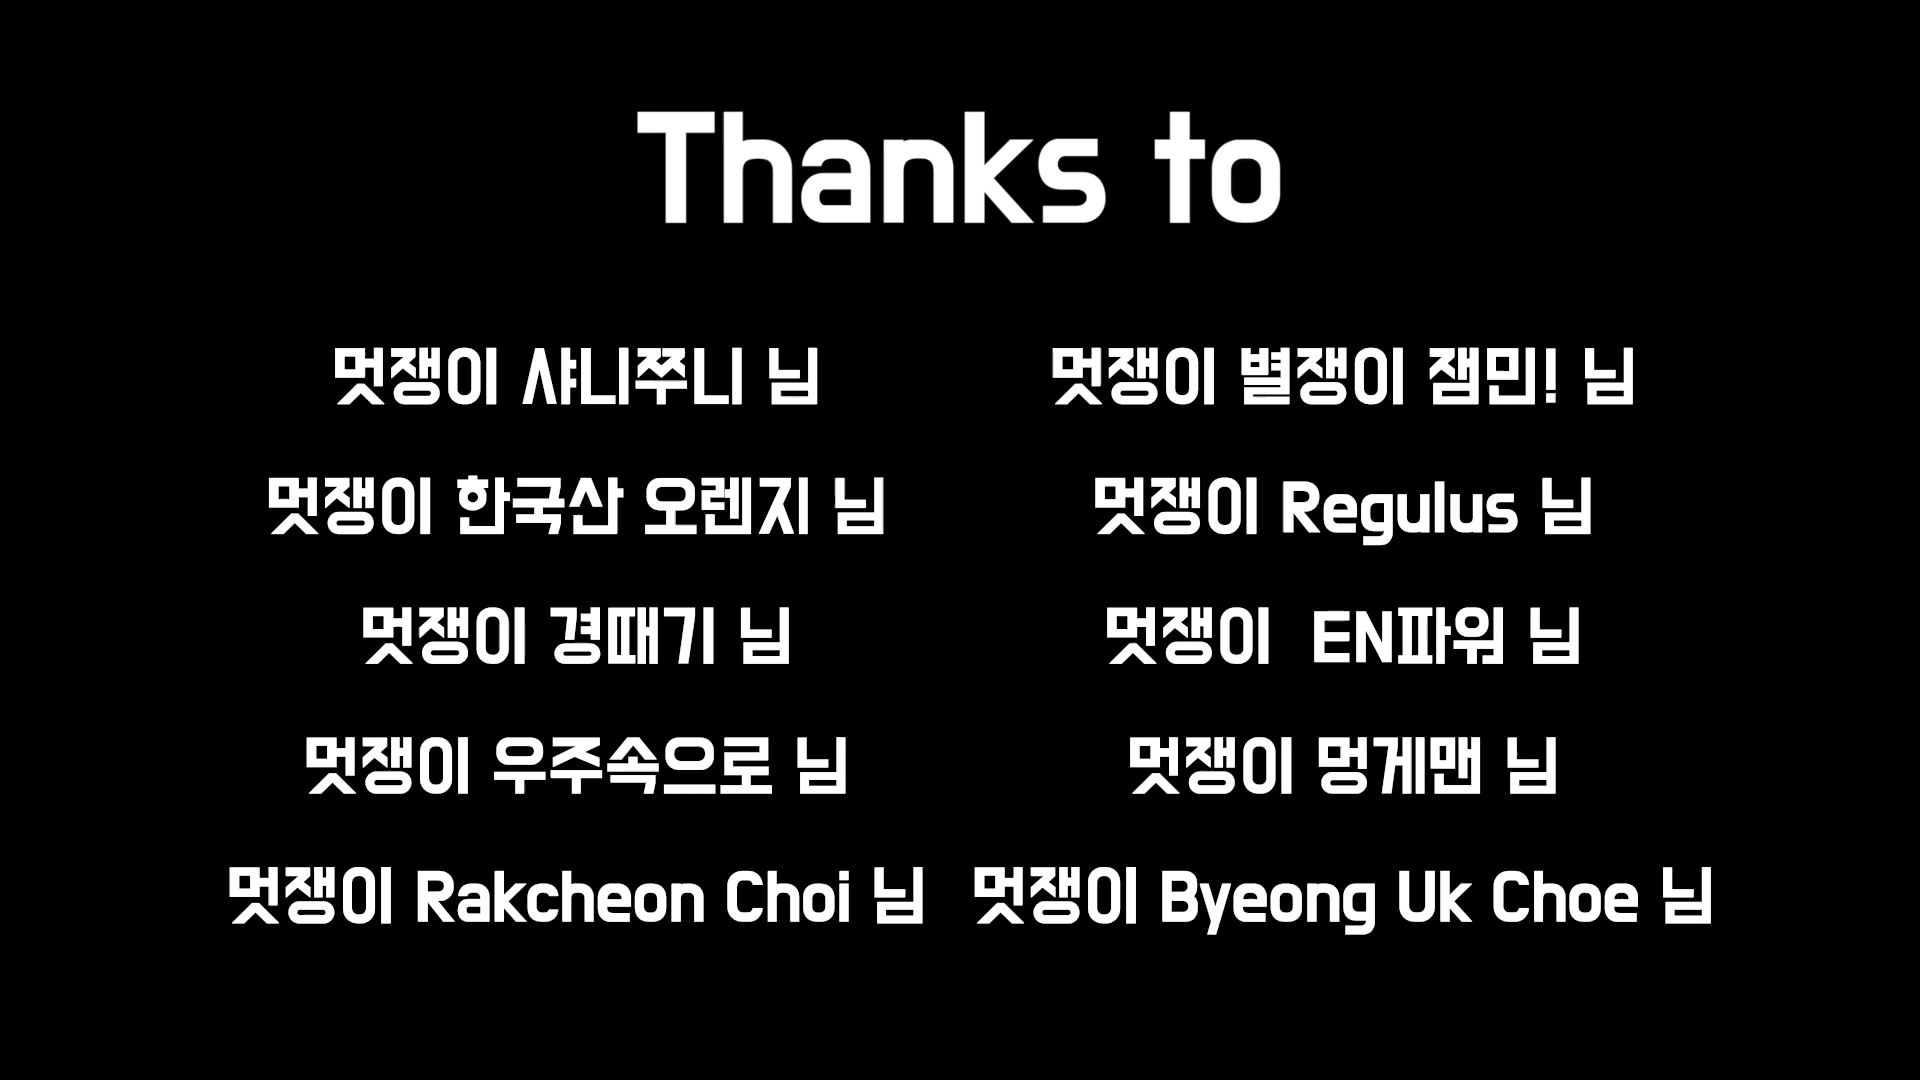 Thanks to
멋쟁이 샤니쭈니 님
멋쟁이 별쟁이 잼민! 님
멋쟁이 한국산 오렌지 님
멋쟁이 Regulus 님
멋쟁이 경때기 님
멋쟁이 EN파워 님
멋쟁이 우주속으로 님
멋쟁이 멍게맨 님
멋쟁이 Rakcheon Choi 님
멋쟁이 Byeong Uk Choe 님